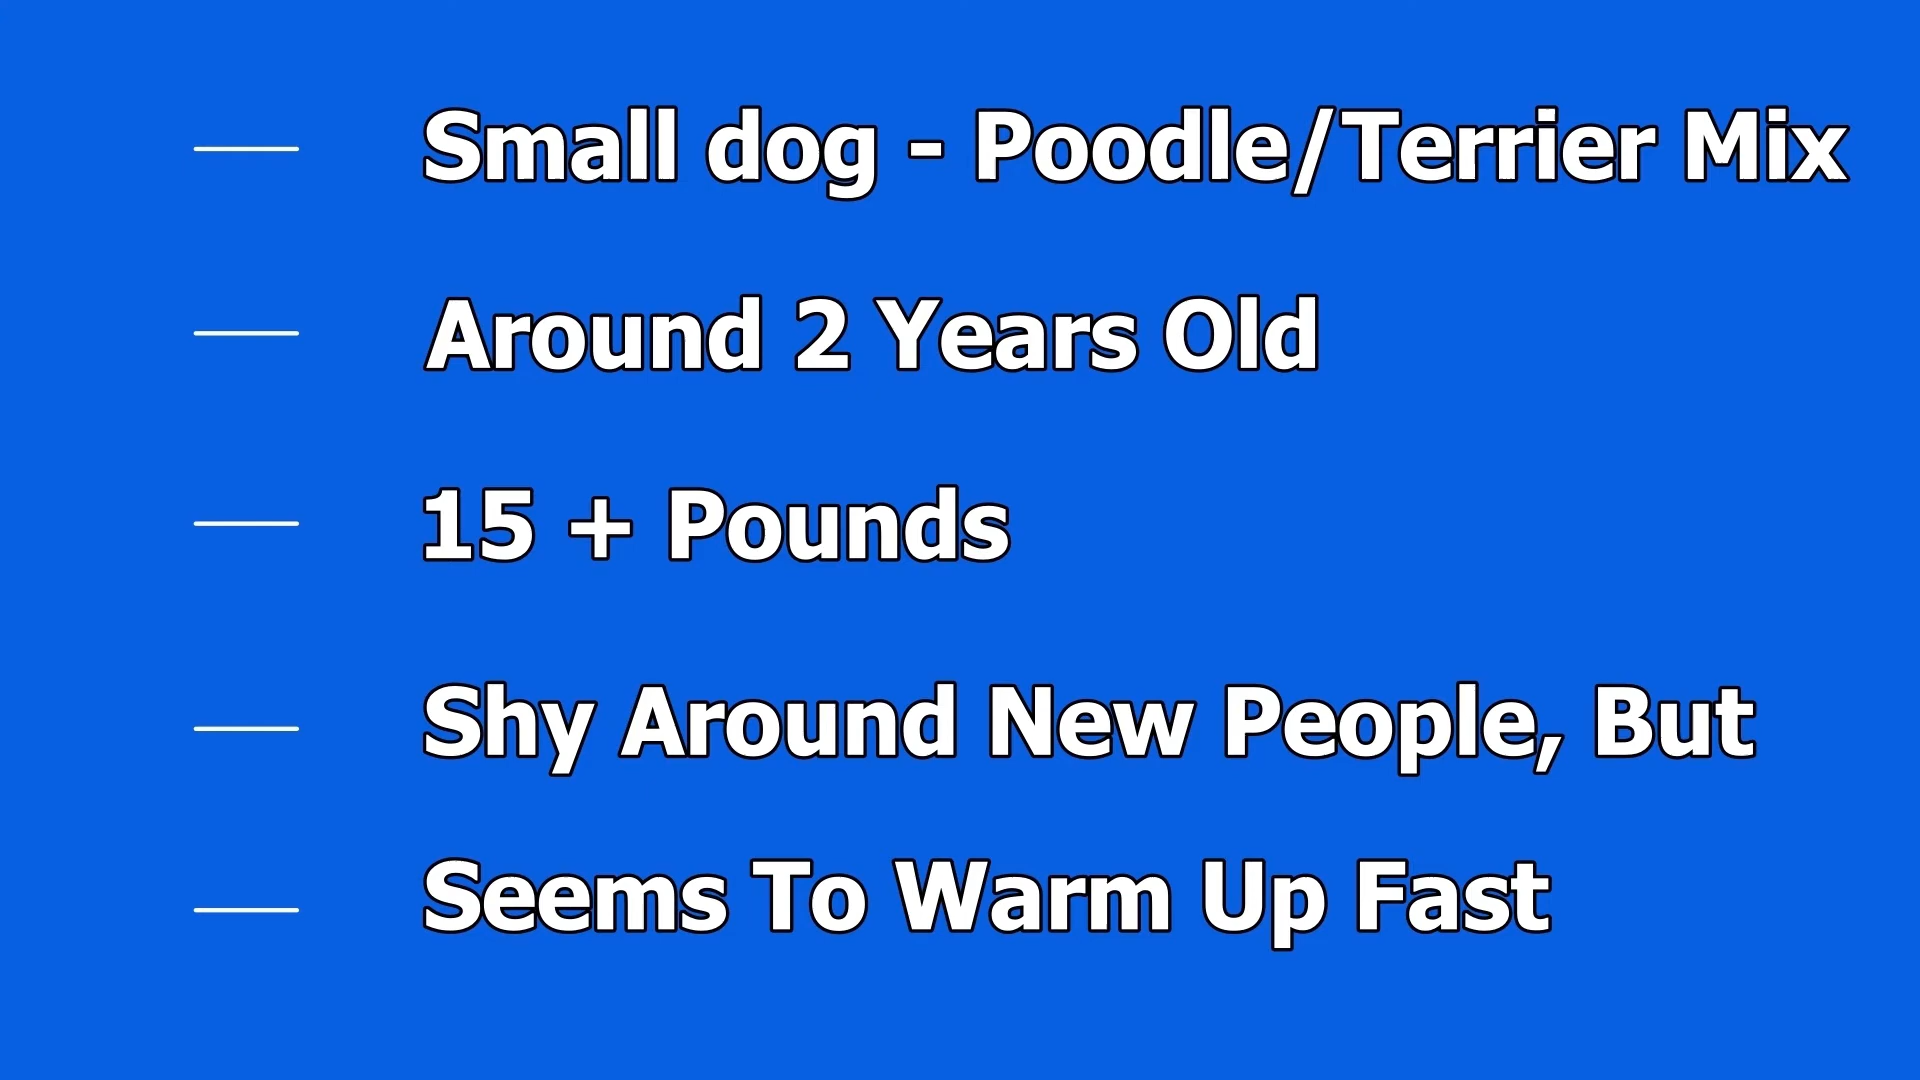 Small dog - Poodle/Terrier Mix
Around 2 Years Old
15 + Pounds
Shy Around New People, But
Seems To Warm Up Fast